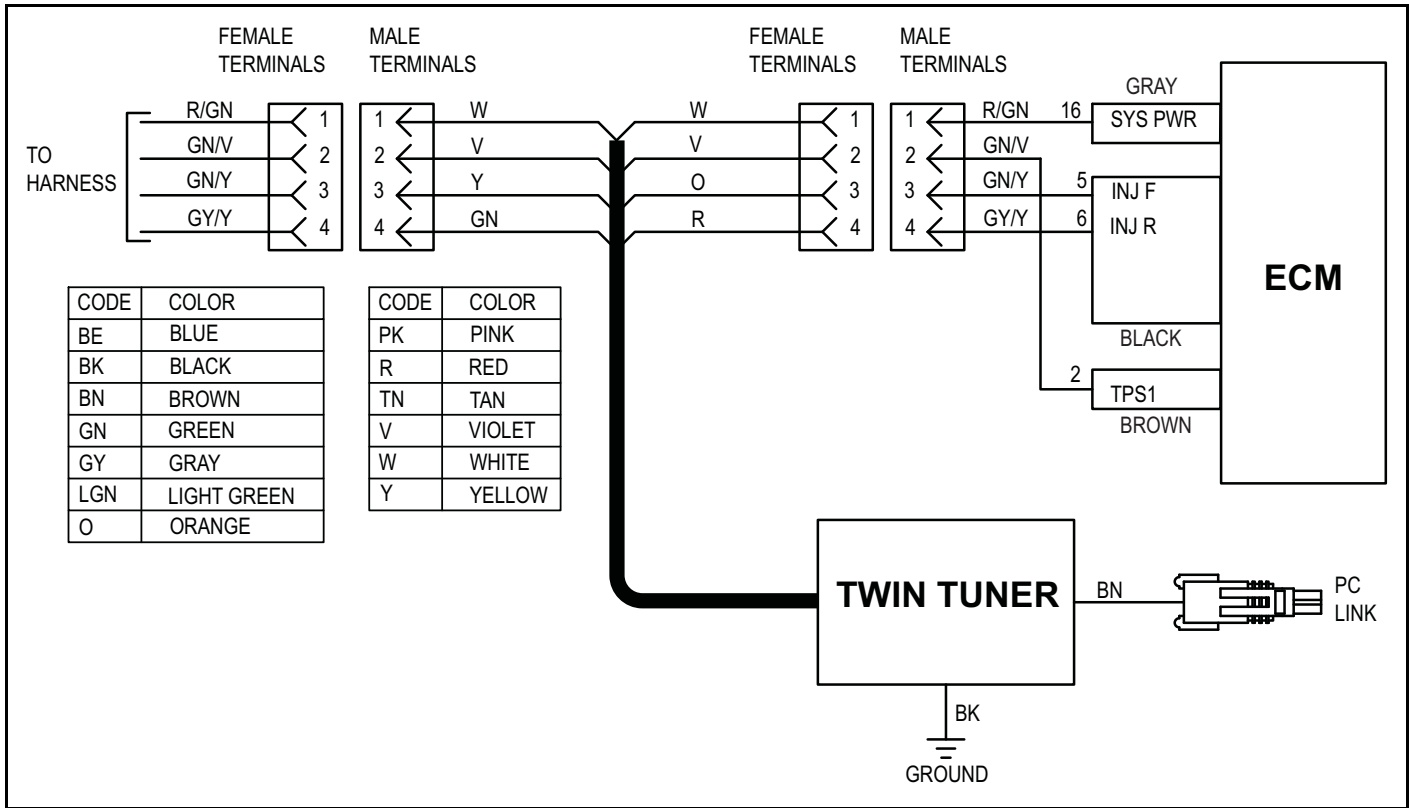 FEMALE
TERMINALS
MALE
TERMINALS
FEMALE
TERMINALS
MALE
TERMINALS
TO
HARNESS
R/GN
GN/V
GN/Y
GY/Y
1
2
3
4
1
2
3
4
W
V
Y
GN
W
V
O
R
1
2
3
4
1
2
3
4
R/GN
GN/V
GN/Y
GY/Y
16
5
6
2
GRAY
SYS PWR
INJ F
INJ R
BLACK
TPS1
BROWN
ECM
CODE COLOR
BE BLUE
BK BLACK
BN BROWN
GN GREEN
GY GRAY
LGN LIGHT GREEN
O ORANGE
CODE COLOR
PK PINK
R RED
TN TAN
V VIOLET
W WHITE
Y YELLOW
TWIN TUNER
BN
PC
LINK
BK
GROUND